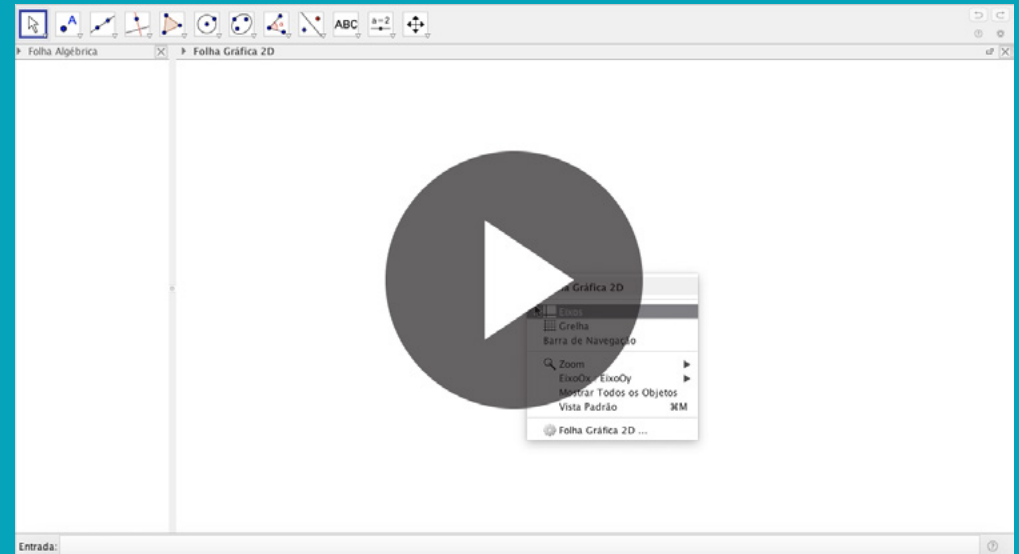 ABC
a=2
Folha Algébrica
Folha Gráfica 2D
Gráfica 2D
Eixos
Grelha
Barra de Navegação
Zoom
EixoOx : EixoOy
Mostrar Todos os Objetos
Vista Padrão ⌘M
Folha Gráfica 2D ...
Entrada: